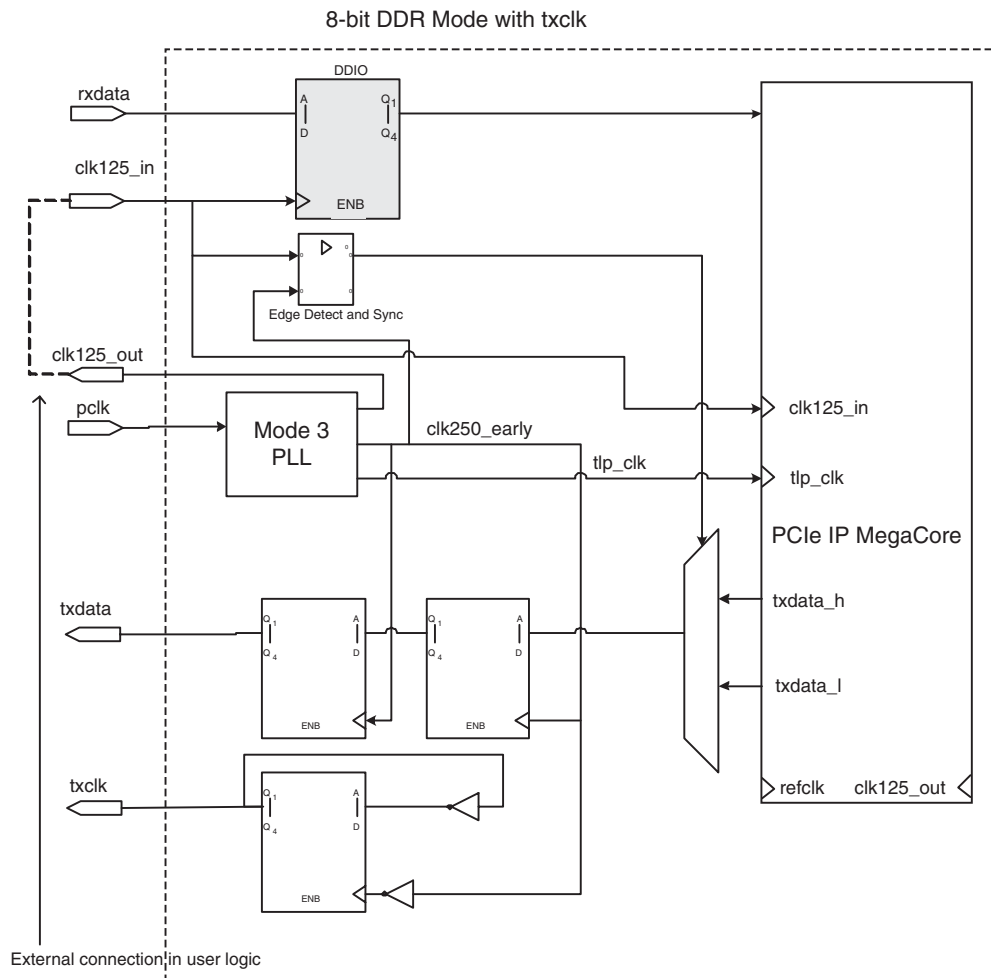 8-bit DDR Mode with txclk
DDIO
rxdata
A
D
Q1
Q4
clk125_in
ENB
Edge Detect and Sync
clk125_out
pclk
Mode 3
PLL
clk250_early
tlp_clk
clk125_in
tlp_clk
PCIe IP MegaCore
txdata
Q1
Q4
A
D
ENB
Q1
Q4
A
D
ENB
txdata_h
txdata_l
txclk
Q1
Q4
A
D
ENB
refclk
clk125_out
External connection in user logic